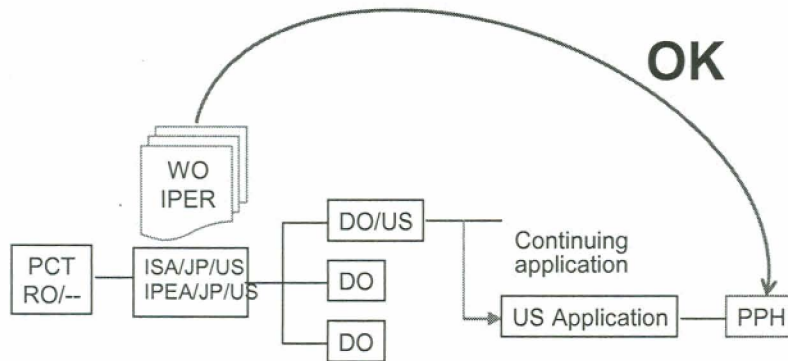 OK
WO
IPER
DO/US
Continuing
application
PCT
RO/--
ISA/JP/US
IPEA/JP/US
DO
US Application
PPH
DO